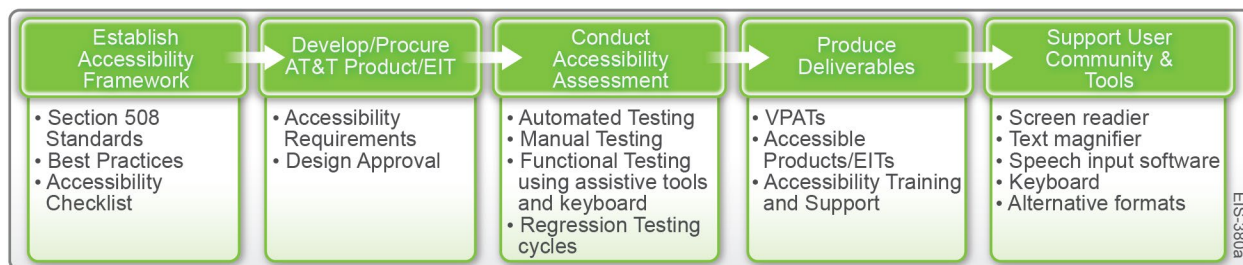 Establish
Accessibility
Framework
• Section 508
Standards
• Best Practices
• Accessibility
Checklist
Develop/Procure
AT&T Product/EIT
• Accessibility
Requirements
• Design Approval
Conduct
Accessibility
Assessment
• Automated Testing
• Manual Testing
• Functional Testing
using assistive tools
and keyboard
• Regression Testing
cycles
Produce
Deliverables
• VPATs
• Accessible
Products/EITs
• Accessibility Training
and Support
Support User
Community &
Tools
• Screen readier
• Text magnifier
• Speech input software
• Keyboard
• Alternative formats
EIS-380a